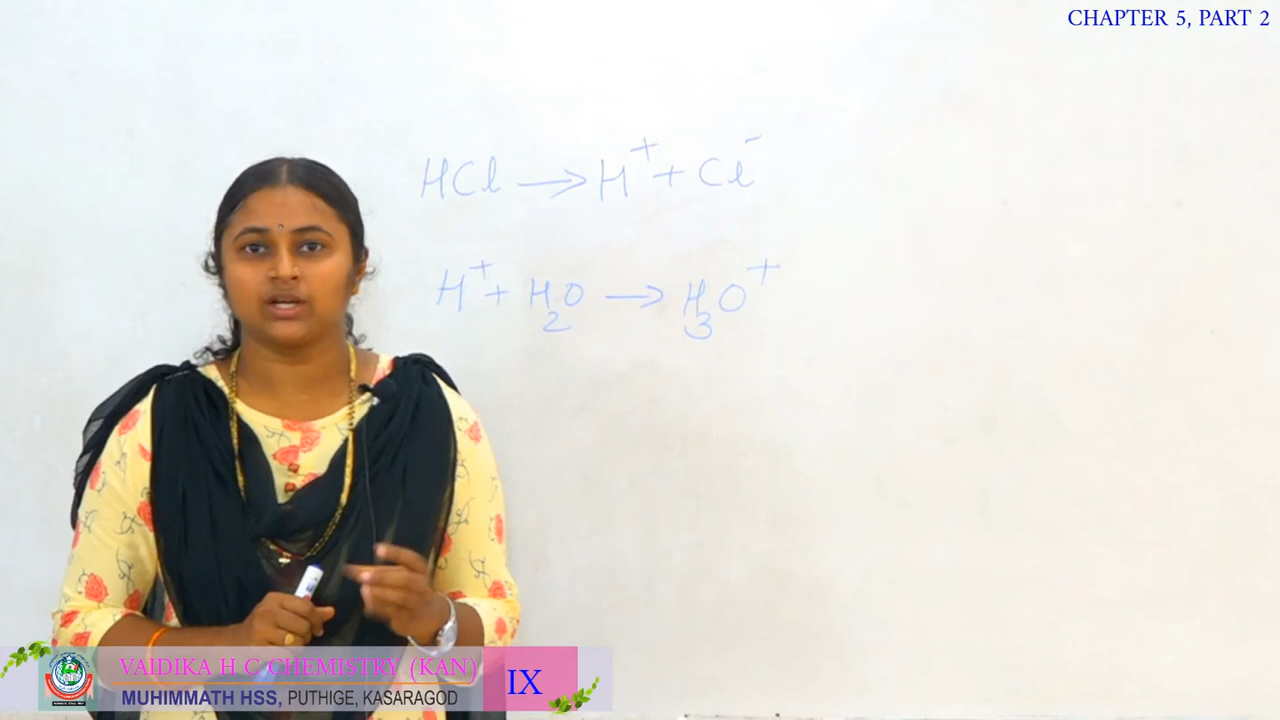 CHAPTER 5, PART 2
HCl → H⁺ + Cl⁻
H⁺ + H₂O → H₃O⁺
VAIDIKA H C CHEMISTRY (KAN)
MUHIMMATH HSS, PUTHIGE, KASARAGOD
IX